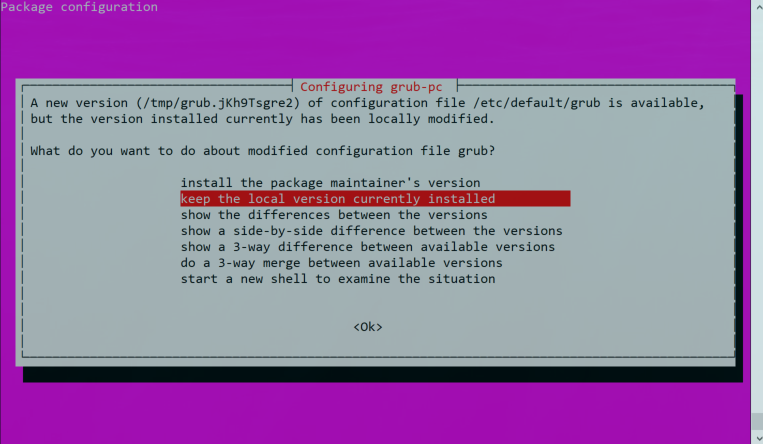 Package configuration
Configuring grub-pc
A new version (/tmp/grub.jKh9Tsgre2) of configuration file /etc/default/grub is available,
but the version installed currently has been locally modified.
What do you want to do about modified configuration file grub?
install the package maintainer's version
keep the local version currently installed
show the differences between the versions
show a side-by-side difference between the versions
show a 3-way difference between available versions
do a 3-way merge between available versions
start a new shell to examine the situation
<Ok>